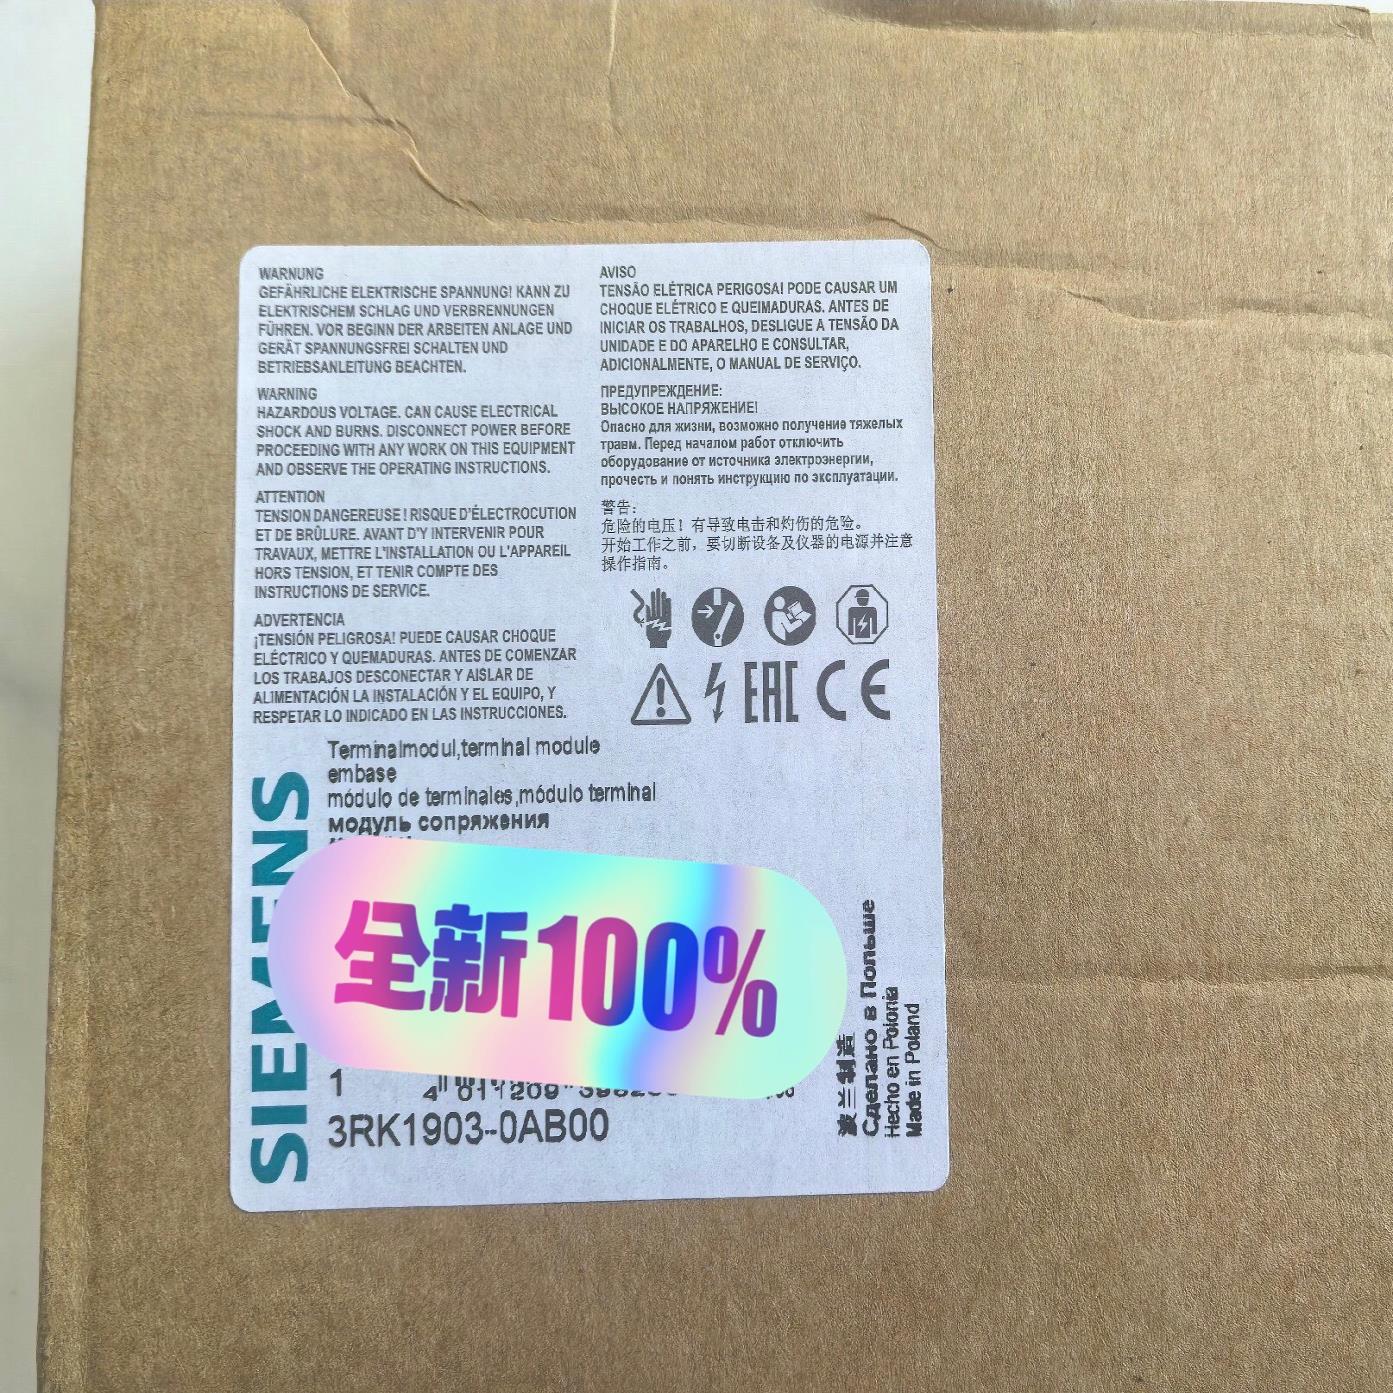 WARNUNG
GEFÄHRLICHE ELEKTRISCHE SPANNUNG! KANN ZU
ELEKTRISCHEM SCHLAG UND VERBRENNUNGEN
FÜHREN. VOR BEGINN DER ARBEITEN ANLAGE UND
GERÄT SPANNUNGSFREI SCHALTEN UND
BETRIEBSANLEITUNG BEACHTEN.
WARNING
HAZARDOUS VOLTAGE. CAN CAUSE ELECTRICAL
SHOCK AND BURNS. DISCONNECT POWER BEFORE
PROCEEDING WITH ANY WORK ON THIS EQUIPMENT
AND OBSERVE THE OPERATING INSTRUCTIONS.
ATTENTION
TENSION DANGEREUSE ! RISQUE D'ÉLECTROCUTION
ET DE BRÛLURE. AVANT D'Y INTERVENIR POUR
TRAVAUX, METTRE L'INSTALLATION OU L'APPAREIL
HORS TENSION, ET TENIR COMPTE DES
INSTRUCTIONS DE SERVICE.
ADVERTENCIA
¡TENSIÓN PELIGROSA! PUEDE CAUSAR CHOQUE
ELÉCTRICO Y QUEMADURAS. ANTES DE COMENZAR
LOS TRABAJOS DESCONECTAR Y AISLAR DE
ALIMENTACIÓN LA INSTALACIÓN Y EL EQUIPO, Y
RESPETAR LO INDICADO EN LAS INSTRUCCIONES.
AVISO
TENSÃO ELÉTRICA PERIGOSA! PODE CAUSAR UM
CHOQUE ELÉTRICO E QUEIMADURAS. ANTES DE
INICIAR OS TRABALHOS, DESLIGUE A TENSÃO DA
UNIDADE E DO APARELHO E CONSULTAR,
ADICIONALMENTE, O MANUAL DE SERVIÇO.
ПРЕДУПРЕЖДЕНИЕ:
ВЫСОКОЕ НАПРЯЖЕНИЕ!
Опасно для жизни, возможно получение тяжелых
травм. Перед началом работ отключить
оборудование от источника электроэнергии,
прочесть и понять инструкцию по эксплуатации.
警告:
危险的电压！有导致电击和灼伤的危险。
开始工作之前，要切断设备及仪器的电源并注意
操作指南。
EAC CE
SIEMENS
Terminalmodul,terminal module
embase
módulo de terminales,módulo terminal
модуль сопряжения
全新100%
1
3RK1903-0AB00
波兰制造
Сделано в Польше
Hecho en Polonia
Made in Poland